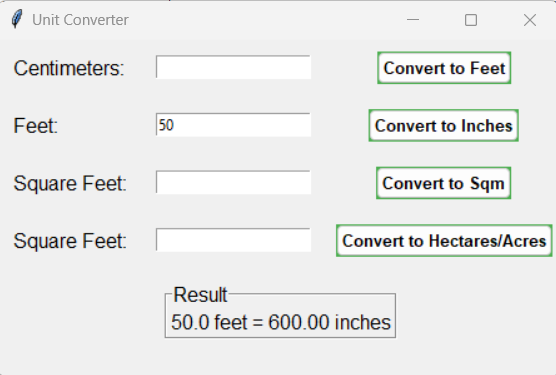 Unit Converter
Centimeters: Convert to Feet
Feet: 50 Convert to Inches
Square Feet: Convert to Sqm
Square Feet: Convert to Hectares/Acres
Result
50.0 feet = 600.00 inches